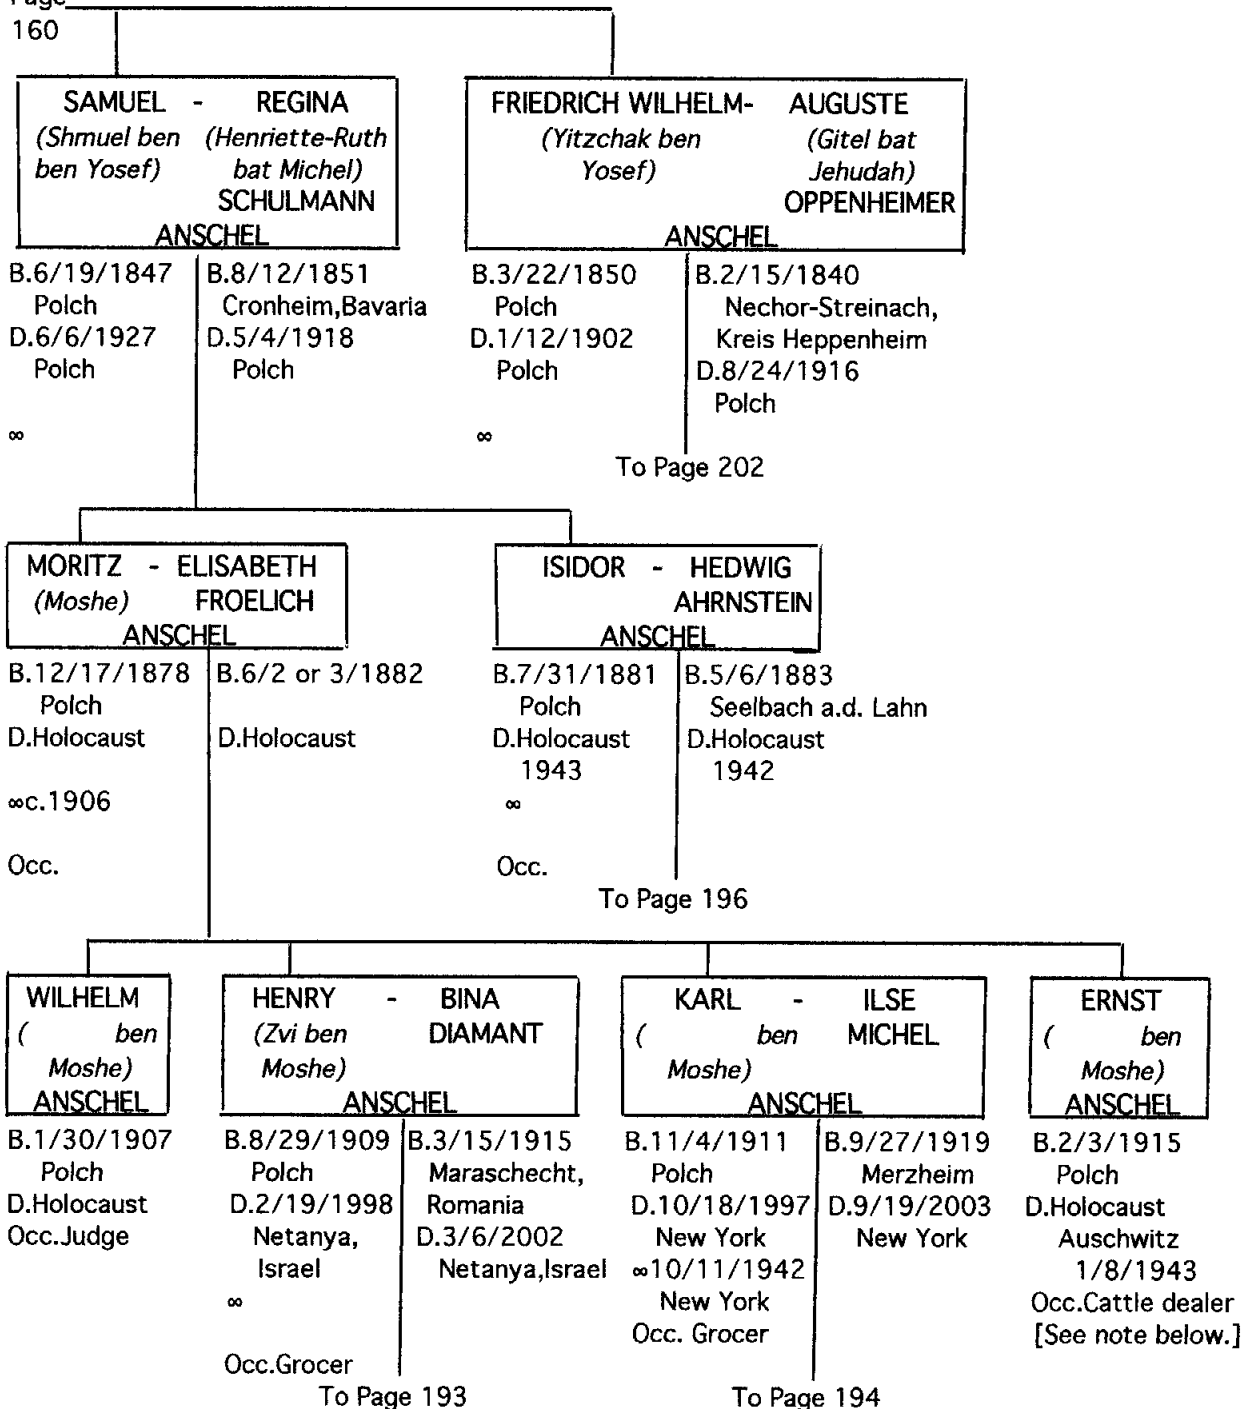 Page
160
SAMUEL - REGINA
(Shmuel ben (Henriette-Ruth
ben Yosef) bat Michel)
SCHULMANN
ANSCHEL
B.6/19/1847 B.8/12/1851
Polch Cronheim,Bavaria
D.6/6/1927 D.5/4/1918
Polch Polch
∞
FRIEDRICH WILHELM- AUGUSTE
(Yitzchak ben (Gitel bat
Yosef) Jehudah)
OPPENHEIMER
ANSCHEL
B.3/22/1850 B.2/15/1840
Polch Nechor-Streinach,
D.1/12/1902 Kreis Heppenheim
Polch D.8/24/1916
Polch
∞
To Page 202
MORITZ - ELISABETH
(Moshe) FROELICH
ANSCHEL
B.12/17/1878 B.6/2 or 3/1882
Polch
D.Holocaust D.Holocaust
∞c.1906
Occ.
ISIDOR - HEDWIG
AHRNSTEIN
ANSCHEL
B.7/31/1881 B.5/6/1883
Polch Seelbach a.d. Lahn
D.Holocaust D.Holocaust
1943 1942
∞
Occ.
To Page 196
WILHELM
( ben
Moshe)
ANSCHEL
B.1/30/1907
Polch
D.Holocaust
Occ.Judge
HENRY - BINA
(Zvi ben DIAMANT
Moshe)
ANSCHEL
B.8/29/1909 B.3/15/1915
Polch Maraschecht,
D.2/19/1998 Romania
Netanya, D.3/6/2002
Israel Netanya,Israel
∞
Occ.Grocer
To Page 193
KARL - ILSE
( ben MICHEL
Moshe)
ANSCHEL
B.11/4/1911 B.9/27/1919
Polch Merzheim
D.10/18/1997 D.9/19/2003
New York New York
∞10/11/1942
New York
Occ. Grocer
To Page 194
ERNST
( ben
Moshe)
ANSCHEL
B.2/3/1915
Polch
D.Holocaust
Auschwitz
1/8/1943
Occ.Cattle dealer
[See note below.]